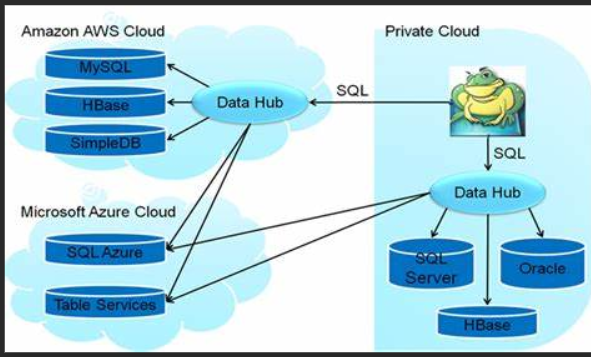 Amazon AWS Cloud
MySQL
HBase
SimpleDB
Data Hub
SQL
Private Cloud
SQL
Data Hub
SQL
Server
Oracle
HBase
Microsoft Azure Cloud
SQL Azure
Table Services